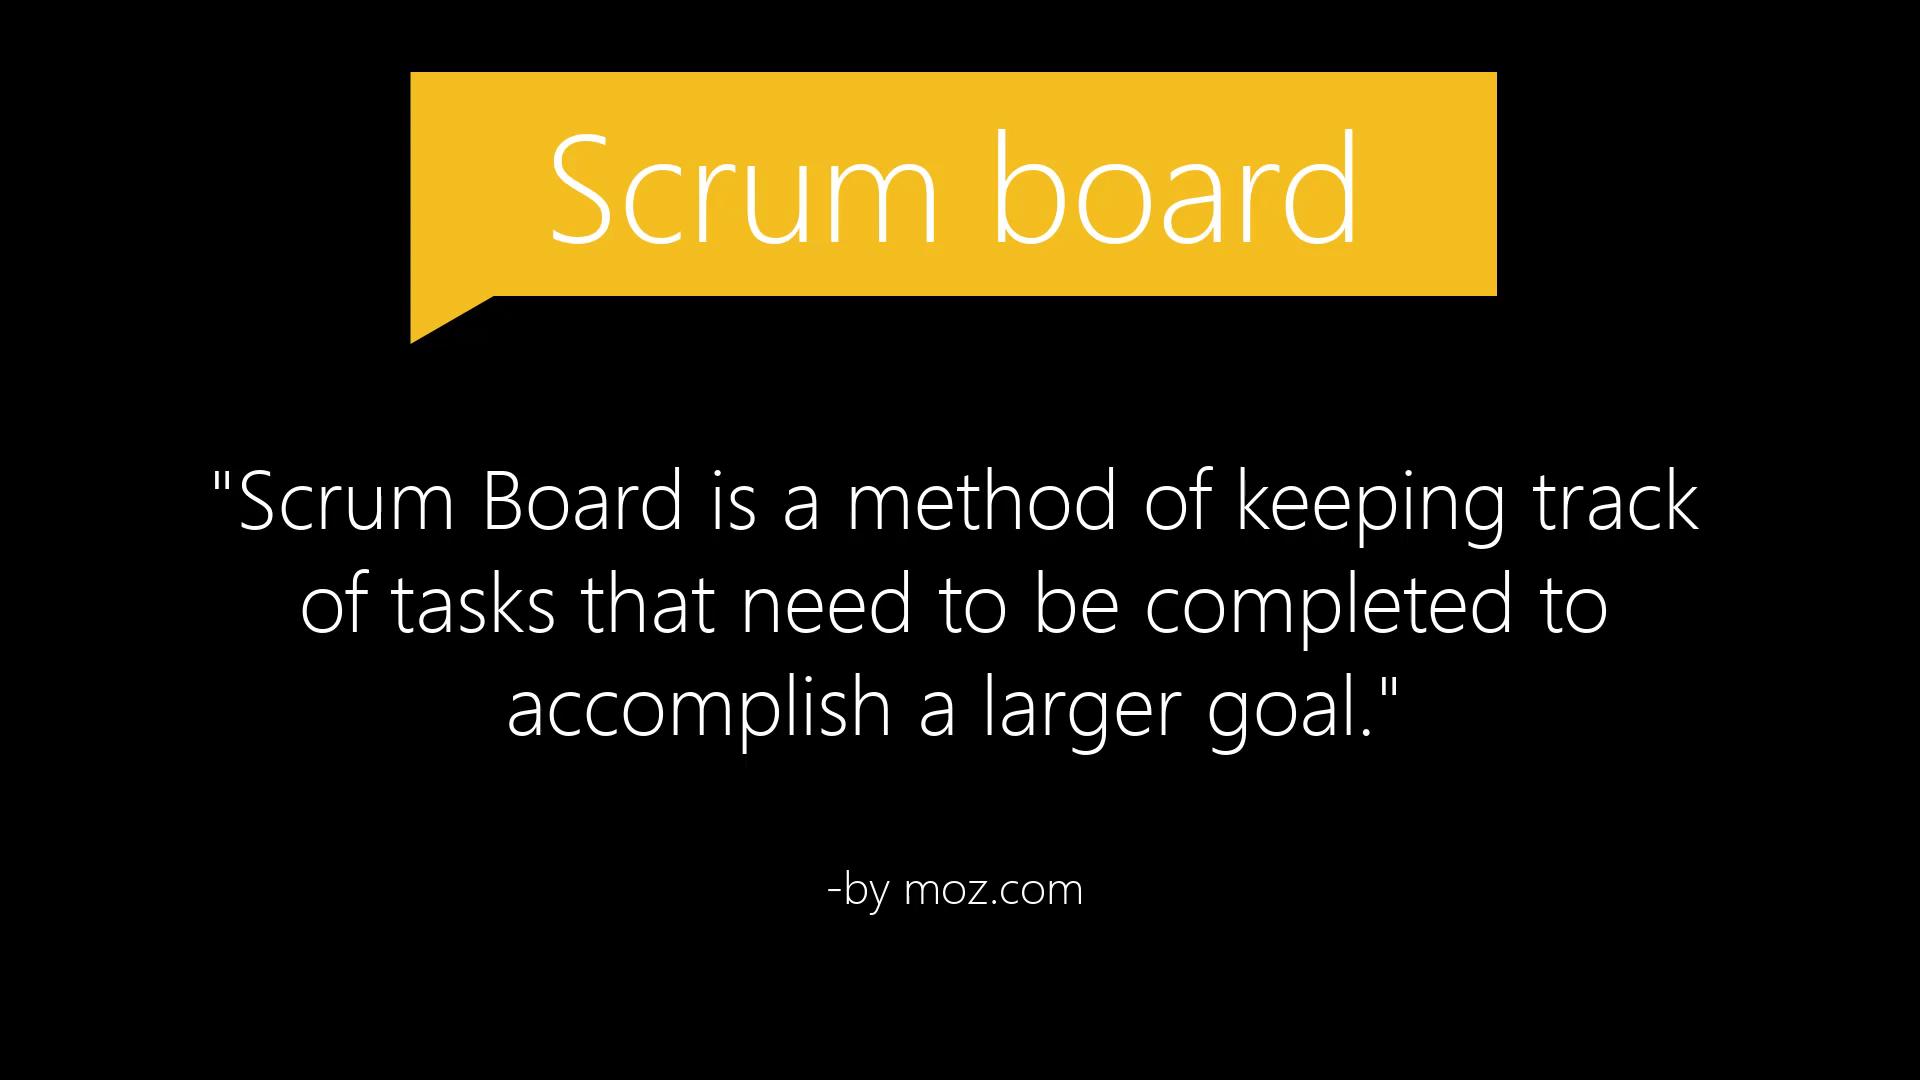 Scrum board
"Scrum Board is a method of keeping track
of tasks that need to be completed to
accomplish a larger goal."
-by moz.com